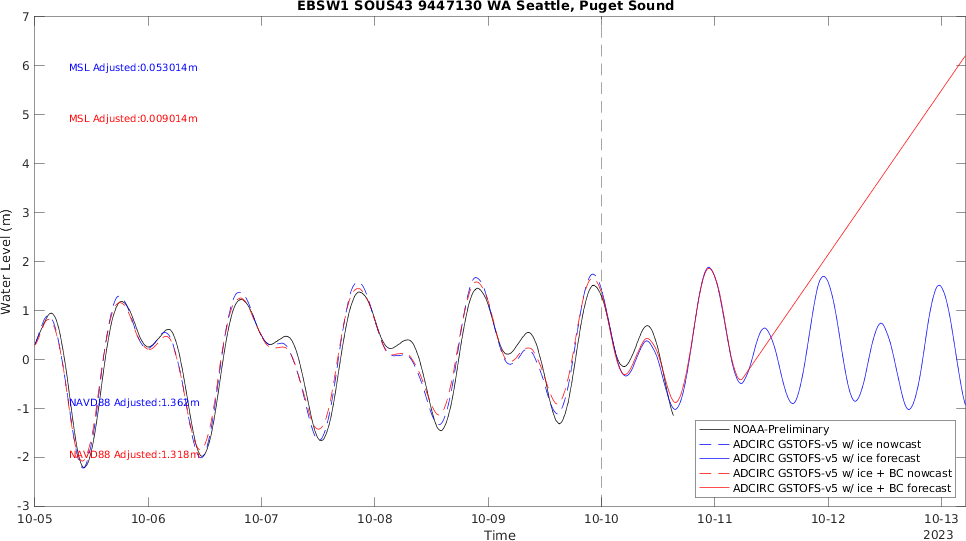 EBSW1 SOUS43 9447130 WA Seattle, Puget Sound
7
6
5
4
3
2
1
0
-1
-2
-3
Water Level (m)
MSL Adjusted:0.053014m
MSL Adjusted:0.009014m
NAVD88 Adjusted:1.362m
NAVD88 Adjusted:1.318m
NOAA-Preliminary
ADCIRC GSTOFS-v5 w/ ice nowcast
ADCIRC GSTOFS-v5 w/ ice forecast
ADCIRC GSTOFS-v5 w/ ice + BC nowcast
ADCIRC GSTOFS-v5 w/ ice + BC forecast
10-05 10-06 10-07 10-08 10-09 10-10 10-11 10-12 10-13
Time
2023